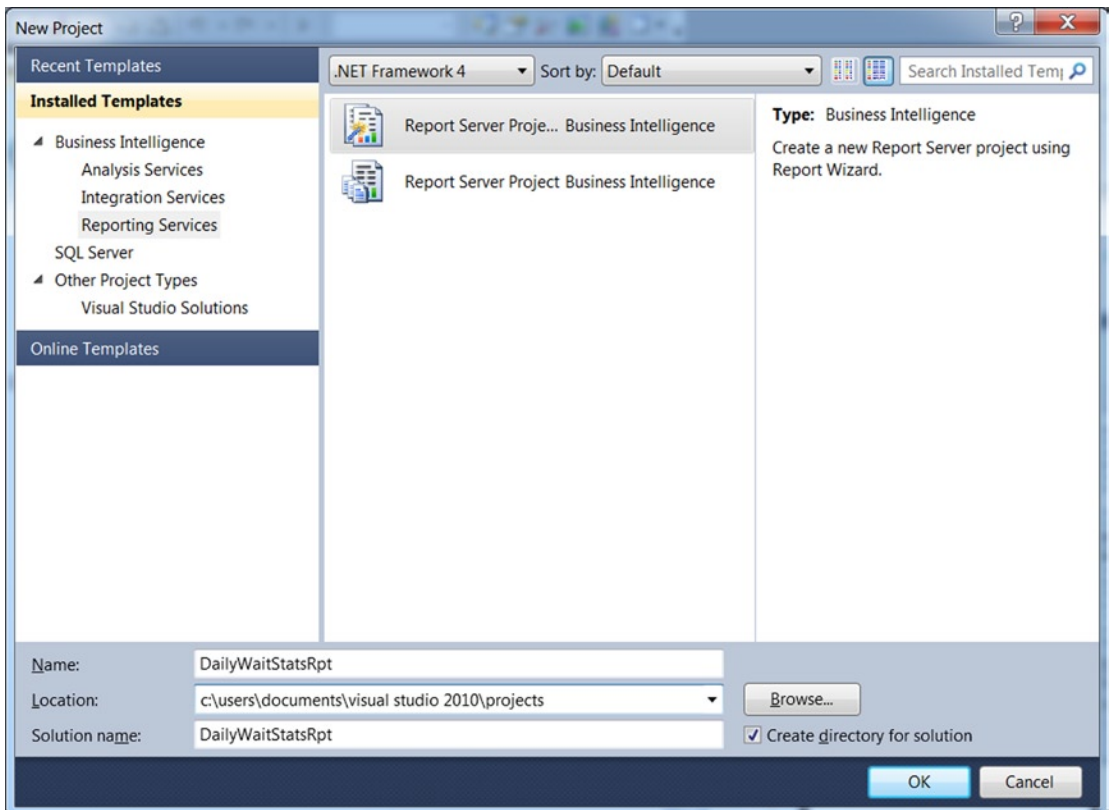 New Project
Recent Templates
Installed Templates
Business Intelligence
Analysis Services
Integration Services
Reporting Services
SQL Server
Other Project Types
Visual Studio Solutions
Online Templates
.NET Framework 4
Sort by: Default
Search Installed Temp
Report Server Proje... Business Intelligence
Report Server Project Business Intelligence
Type: Business Intelligence
Create a new Report Server project using
Report Wizard.
Name: DailyWaitStatsRpt
Location: c:\users\documents\visual studio 2010\projects
Browse...
Solution name: DailyWaitStatsRpt
Create directory for solution
OK
Cancel